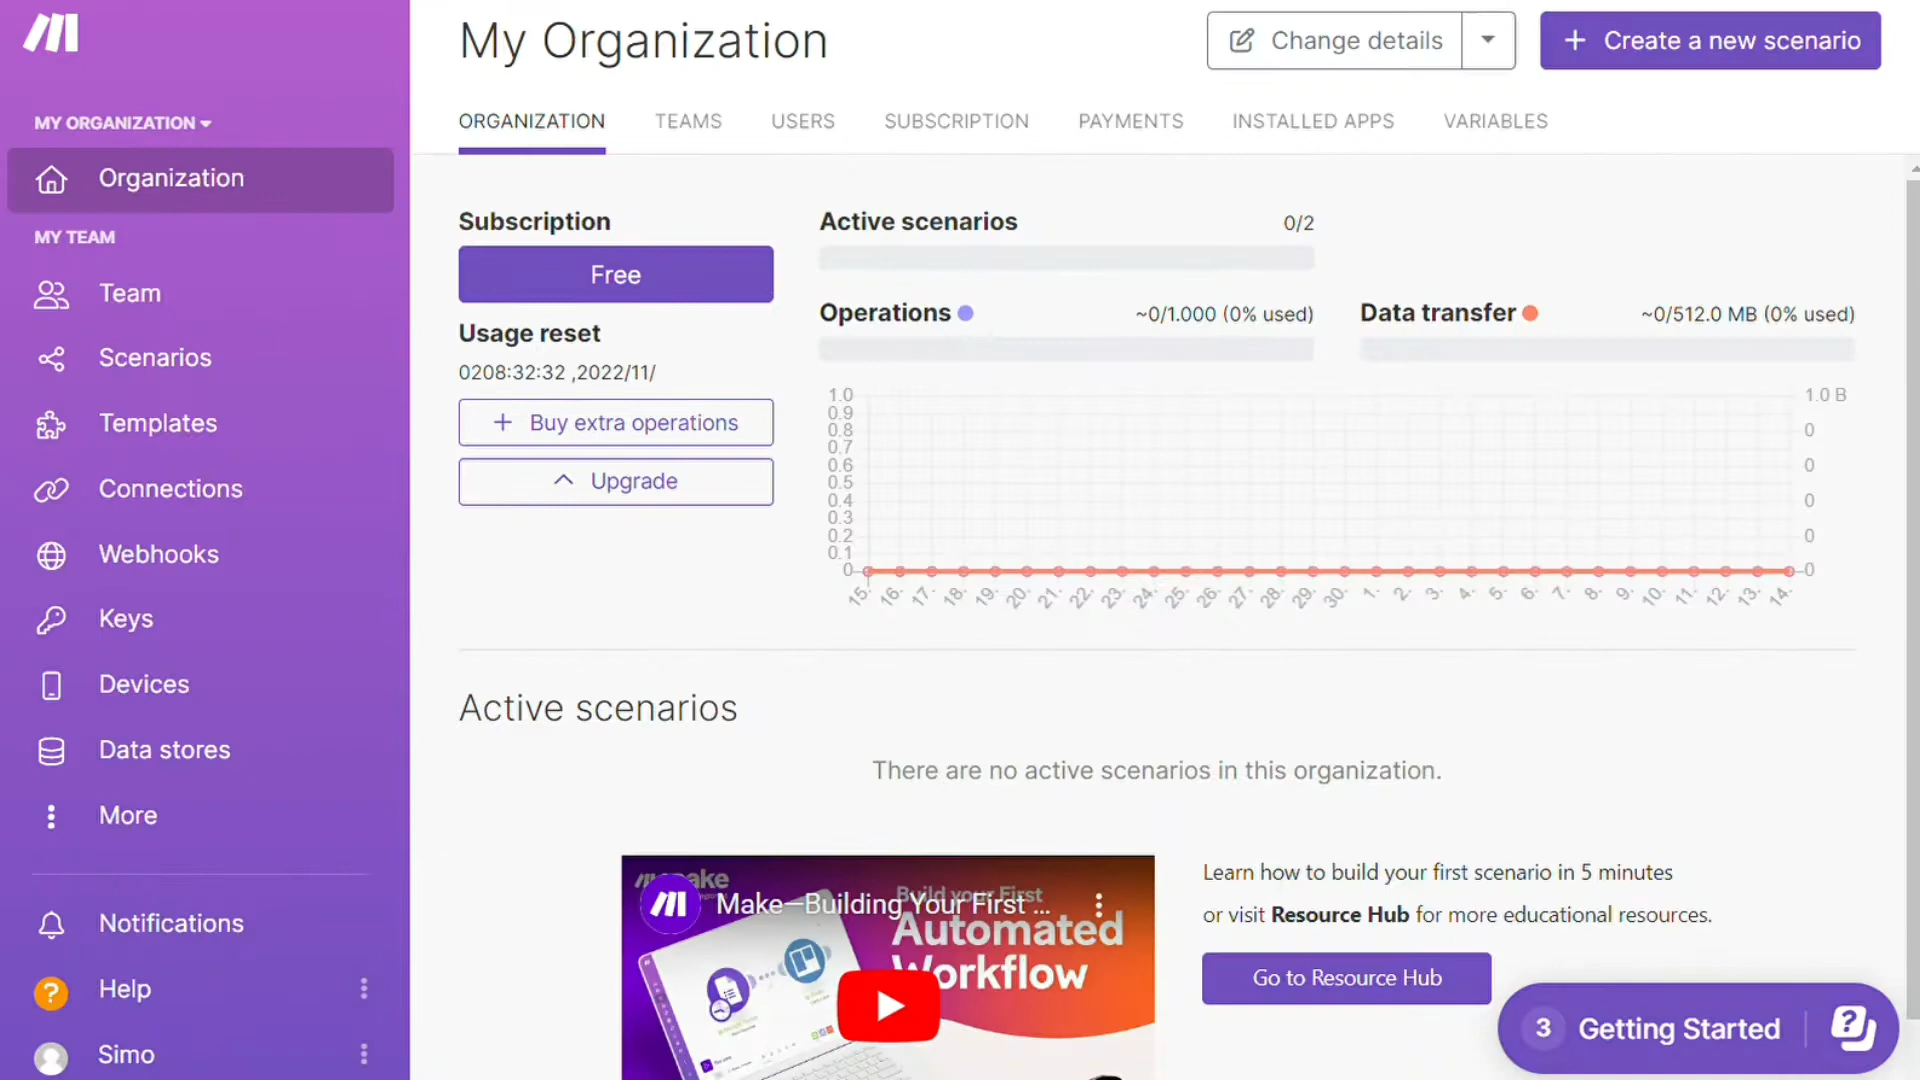 My Organization
Change details
+ Create a new scenario
MY ORGANIZATION
Organization
MY TEAM
Team
Scenarios
Templates
Connections
Webhooks
Keys
Devices
Data stores
More
Notifications
? Help
Simo
ORGANIZATION TEAMS USERS SUBSCRIPTION PAYMENTS INSTALLED APPS VARIABLES
Subscription
Free
Usage reset
0208:32:32 ,2022/11/
+ Buy extra operations
Upgrade
Active scenarios 0/2
Operations ~0/1.000 (0% used)
Data transfer ~0/512.0 MB (0% used)
1.0 1.0 B
0.9
0.8 0
0.7
0.6 0
0.5
0.4 0
0.3
0.2 0
0.1
0 0
15. 16. 17. 18. 19. 20. 21. 22. 23. 24. 25. 26. 27. 28. 29. 30. 1. 2. 3. 4. 5. 6. 7. 8. 9. 10. 11. 12. 13. 14.
Active scenarios
There are no active scenarios in this organization.
Make—Building Your First ...
Build your First
Automated
Workflow
Learn how to build your first scenario in 5 minutes
or visit Resource Hub for more educational resources.
Go to Resource Hub
3 Getting Started ?